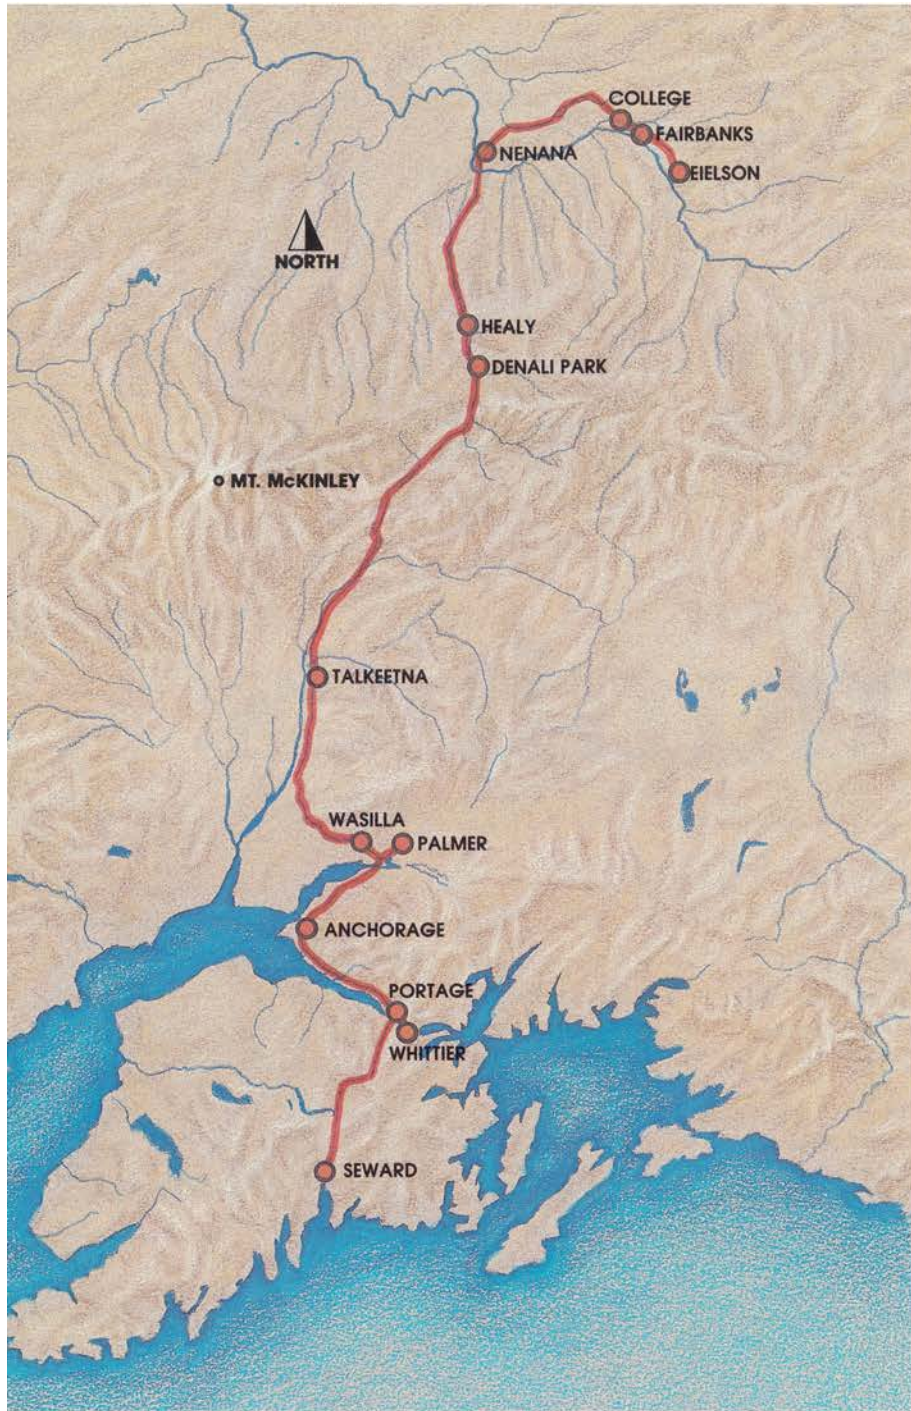 COLLEGE
FAIRBANKS
NENANA
EIELSON
NORTH
HEALY
DENALI PARK
MT. McKINLEY
TALKEETNA
WASILLA
PALMER
ANCHORAGE
PORTAGE
WHITTIER
SEWARD